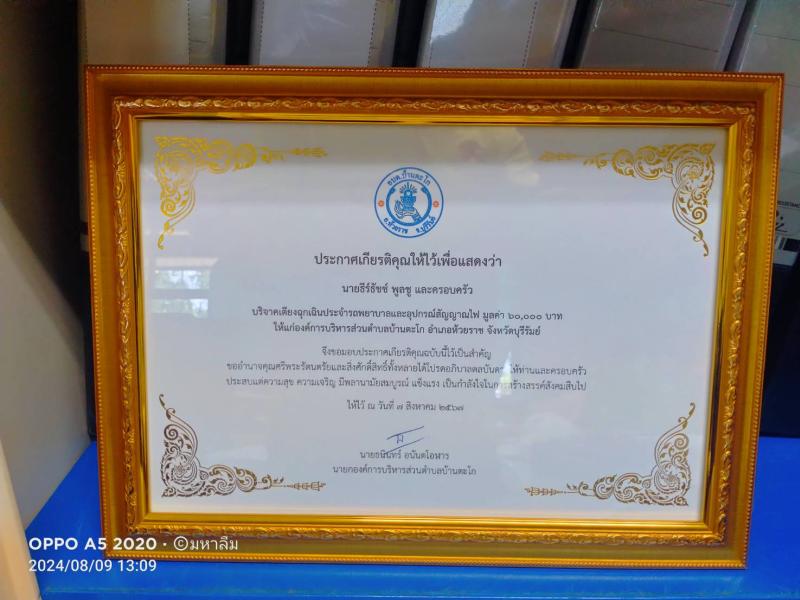 อบต.บ้านตะโก
อ.ห้วยราช จ.บุรีรัมย์
ประกาศเกียรติคุณให้ไว้เพื่อแสดงว่า
นายธีร์ธัชช์ พูลชู และครอบครัว
บริจาคเตียงฉุกเฉินประจำรถพยาบาลและอุปกรณ์สัญญาณไฟ มูลค่า ๖๐,๐๐๐ บาท
ให้แก่องค์การบริหารส่วนตำบลบ้านตะโก อำเภอห้วยราช จังหวัดบุรีรัมย์
จึงขอมอบประกาศเกียรติคุณฉบับนี้ไว้เป็นสำคัญ
ขออำนาจคุณศรีพระรัตนตรัยและสิ่งศักดิ์สิทธิ์ทั้งหลายได้โปรดอภิบาลดลบันดาลให้ท่านและครอบครัว
ประสบแต่ความสุข ความเจริญ มีพลานามัยสมบูรณ์ แข็งแรง เป็นกำลังใจในการสร้างสรรค์สังคมสืบไป
ให้ไว้ ณ วันที่ ๗ สิงหาคม ๒๕๖๗
นายธนินทร์ อนันตโอฬาร
นายกองค์การบริหารส่วนตำบลบ้านตะโก
OPPO A5 2020 · ©มหาลึม
2024/08/09 13:09